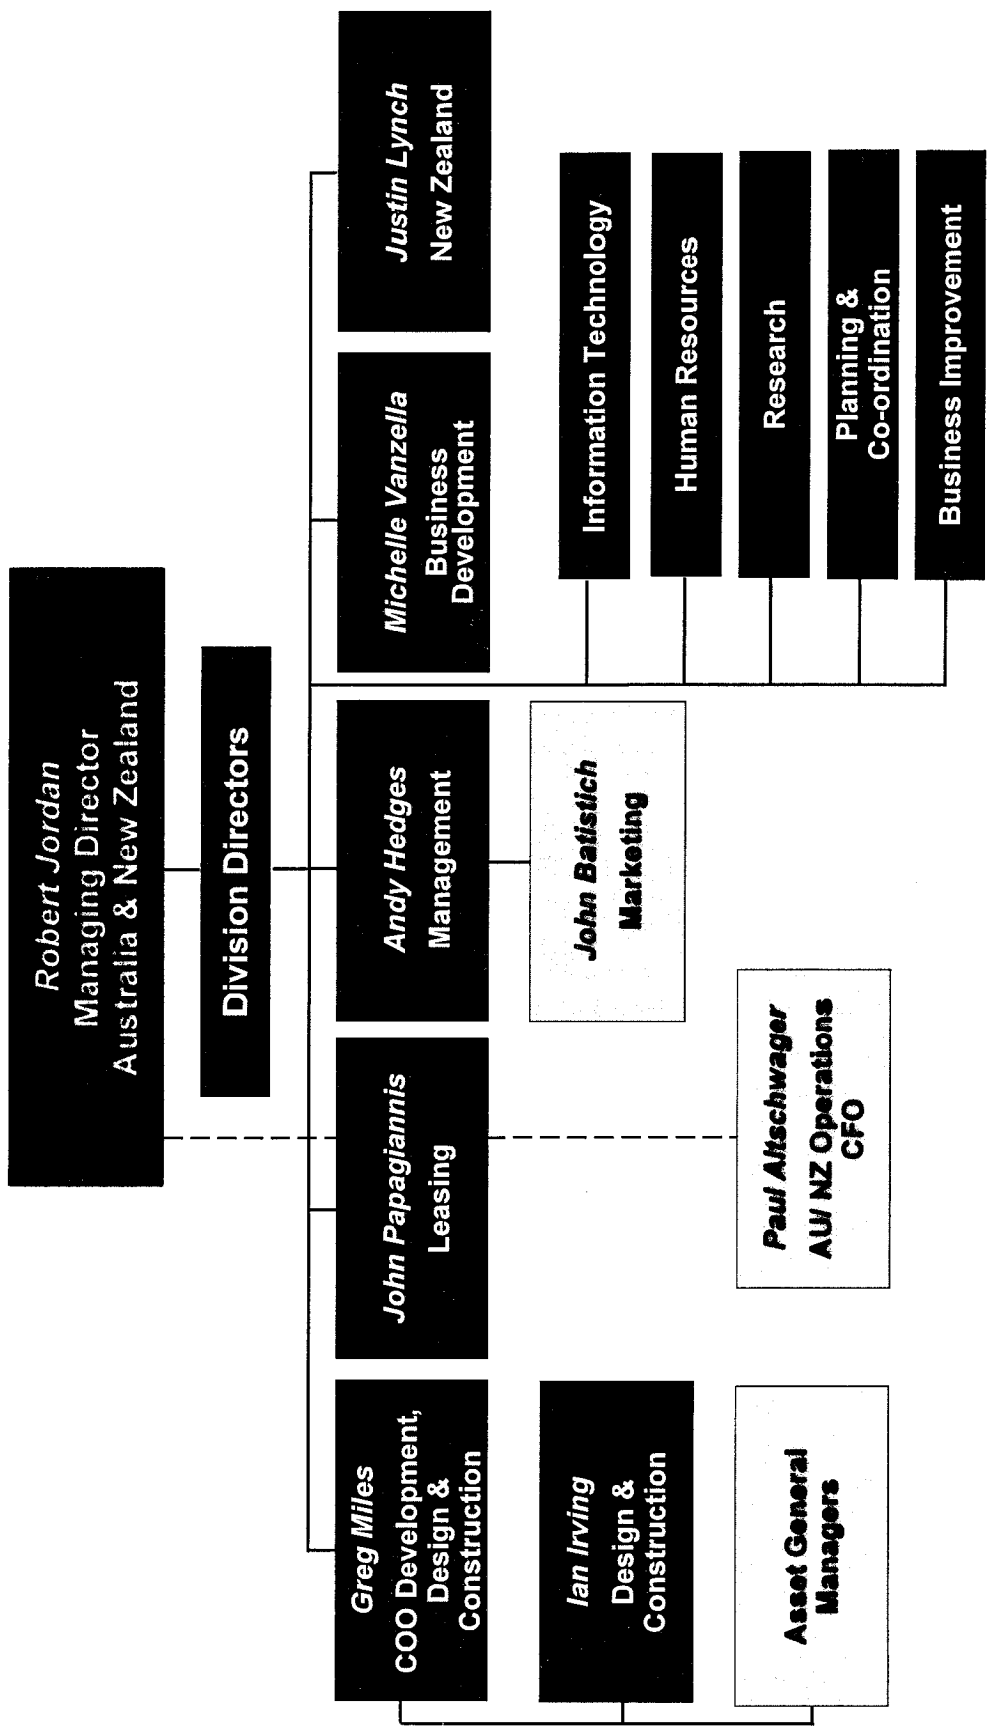 Robert Jordan
Managing Director
Australia & New Zealand
Division Directors
Greg Miles
COO Development,
Design &
Construction
John Papagiannis
Leasing
Andy Hedges
Management
Michelle Vanzella
Business
Development
Justin Lynch
New Zealand
Ian Irving
Design &
Construction
Asset General
Managers
Paul Altschwager
AU/ NZ Operations
CFO
John Batistich
Marketing
Information Technology
Human Resources
Research
Planning &
Co-ordination
Business Improvement